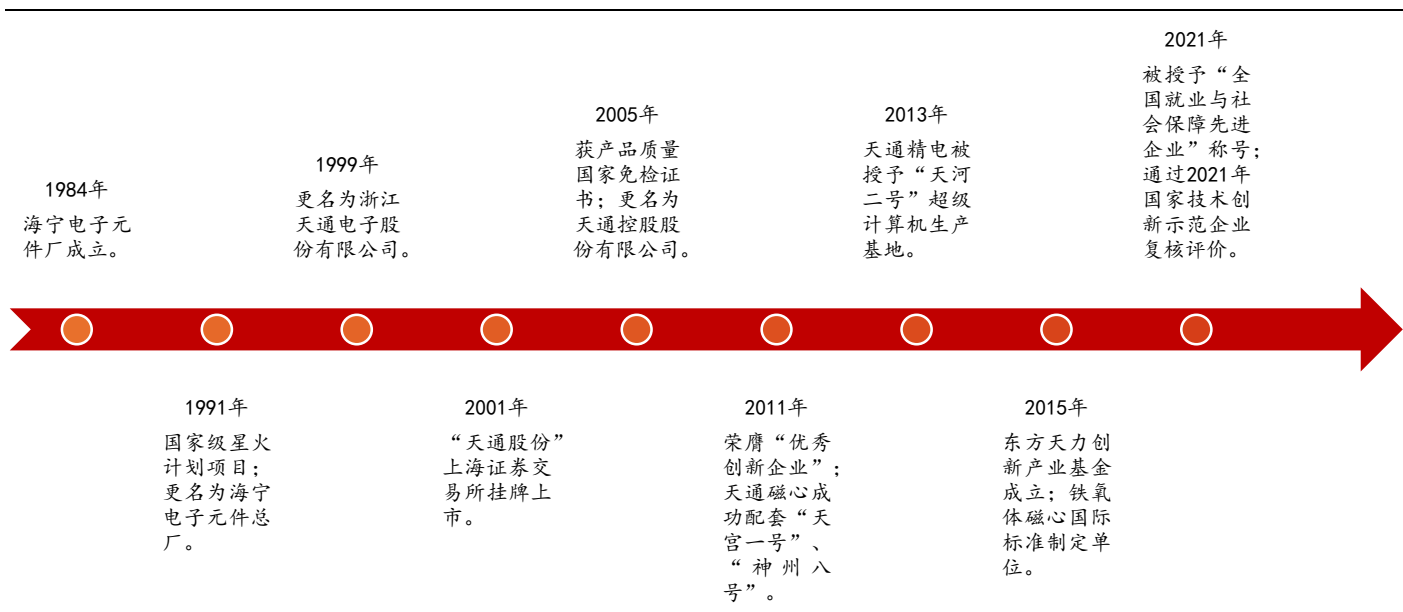 1984年
海宁电子元
件厂成立。
1991年
国家级星火
计划项目；
更名为海宁
电子元件总
厂。
1999年
更名为浙江
天通电子股
份有限公司。
2001年
“天通股份”
上海证券交
易所挂牌上
市。
2005年
获产品质量
国家免检证
书；更名为
天通控股股
份有限公司。
2011年
荣膺“优秀
创新企业”；
天通磁心成
功配套“天
宫一号”、
“神州八
号”。
2013年
天通精电被
授予“天河
二号”超级
计算机生产
基地。
2015年
东方天力创
新产业基金
成立；铁氧
体磁心国际
标准制定单
位。
2021年
被授予“全
国就业与社
会保障先进
企业”称号；
通过2021年
国家技术创
新示范企业
复核评价。